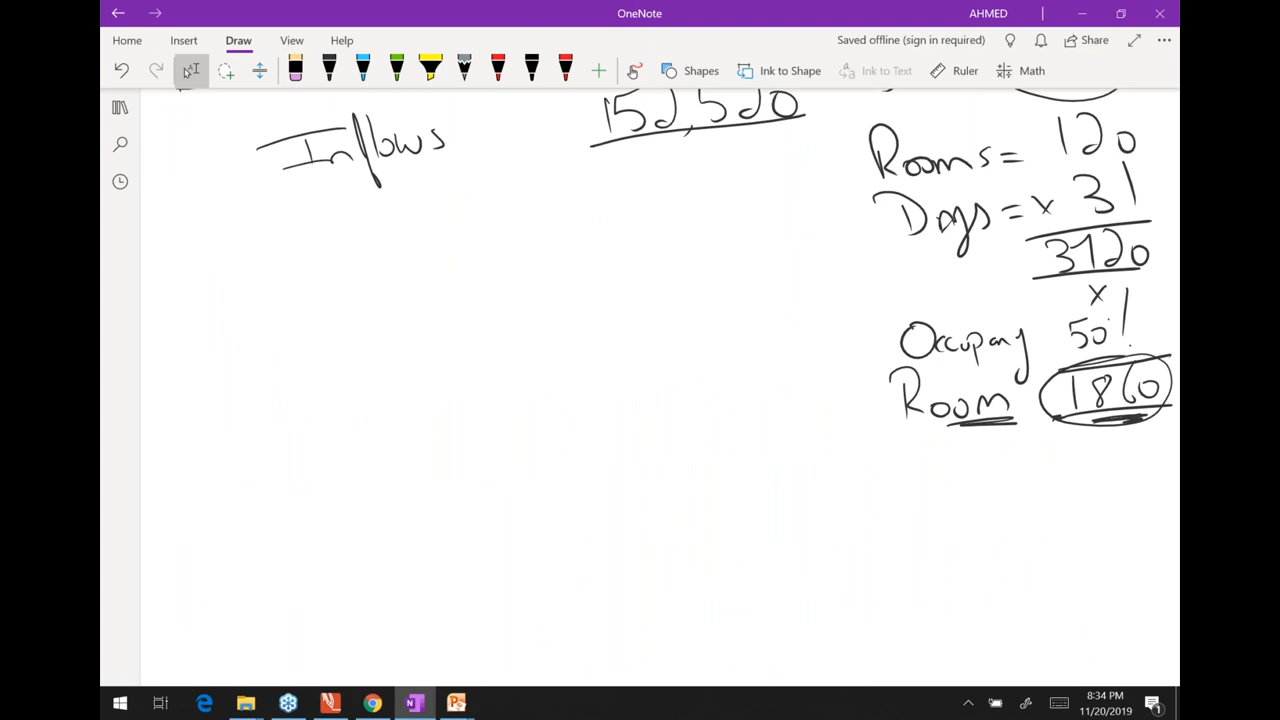 OneNote
AHMED
Home Insert Draw View Help
Saved offline (sign in required)
Share
Shapes
Ink to Shape
Ink to Text
Ruler
Math
152,520
Inflows
Rooms = 120
Days = x 31
3720
x
Occupany 50%
Room 1860
8:34 PM
11/20/2019